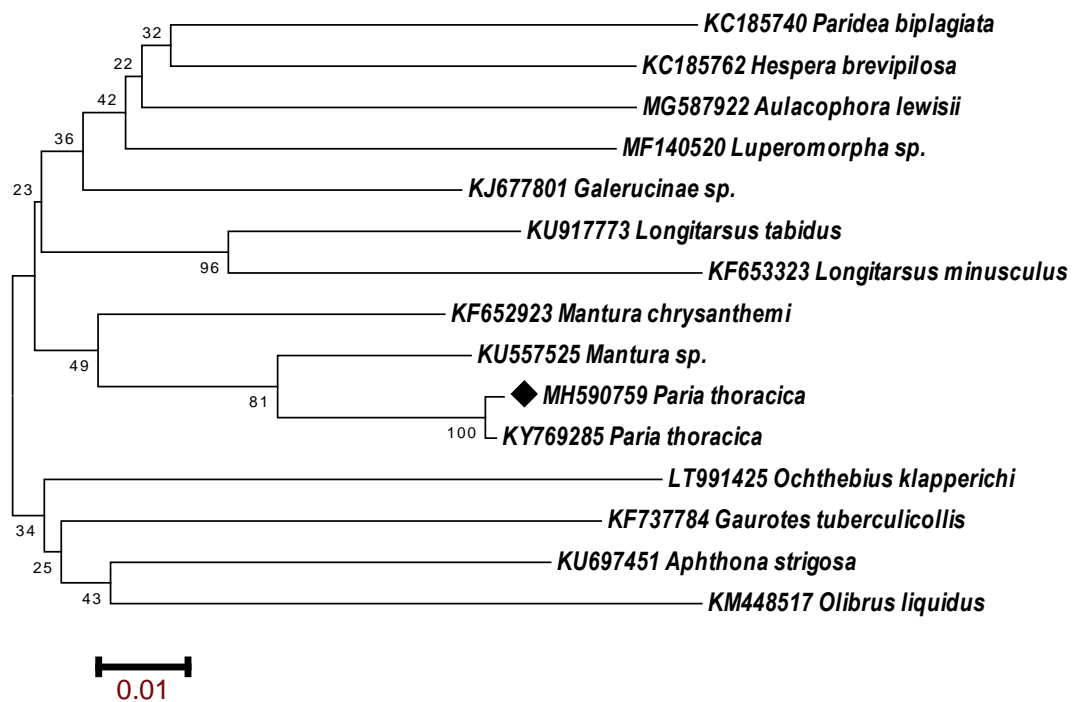 32
KC185740 Paridea biplagiata
22
KC185762 Hespera brevipilosa
42
MG587922 Aulacophora lewisii
36
MF140520 Luperomorpha sp.
23
KJ677801 Galerucinae sp.
KU917773 Longitarsus tabidus
96
KF653323 Longitarsus minusculus
KF652923 Mantura chrysanthemi
49
KU557525 Mantura sp.
81
MH590759 Paria thoracica
100
KY769285 Paria thoracica
LT991425 Ochthebius klapperichi
34
KF737784 Gaurotes tuberculicollis
25
KU697451 Aphthona strigosa
43
KM448517 Olibrus liquidus
0.01